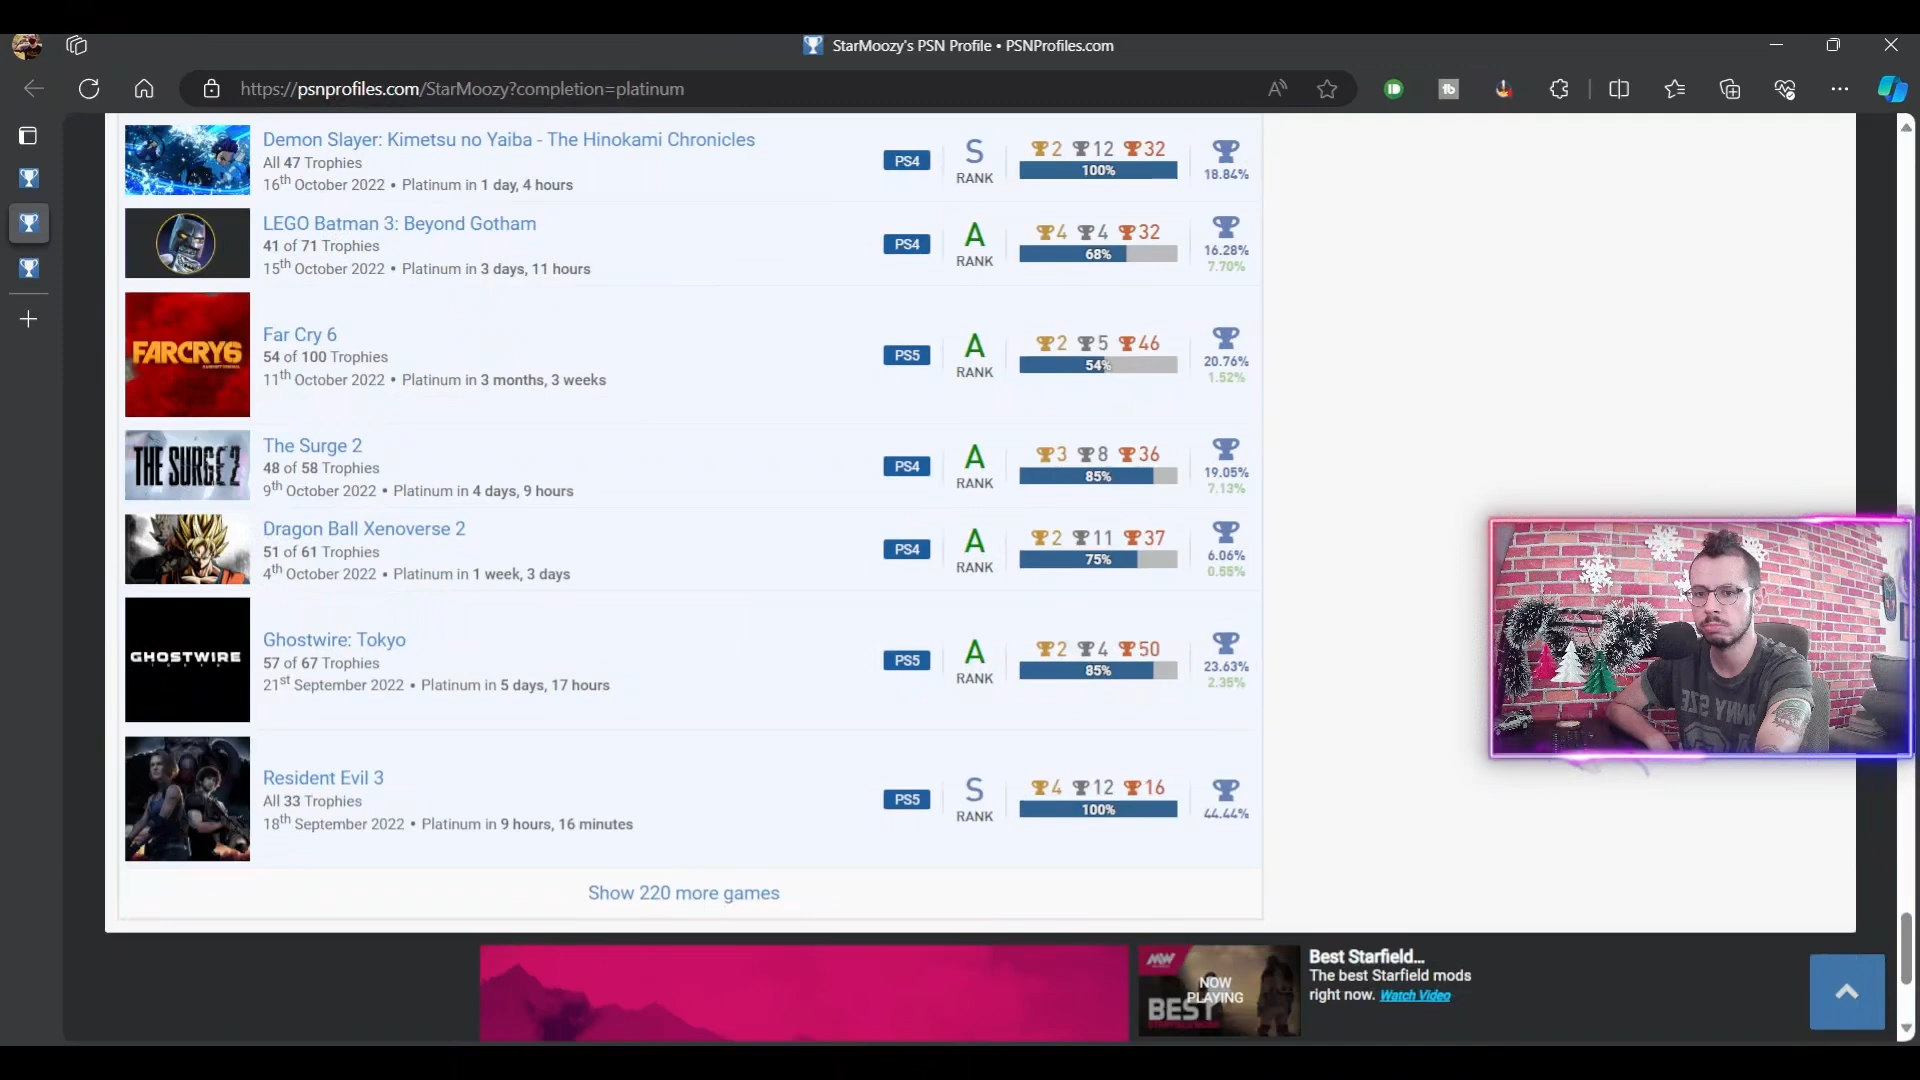 StarMoozy's PSN Profile • PSNProfiles.com
https://psnprofiles.com/StarMoozy?completion=platinum
Demon Slayer: Kimetsu no Yaiba - The Hinokami Chronicles
All 47 Trophies
16th October 2022 • Platinum in 1 day, 4 hours
PS4
S
RANK
2 12 32
100%
18.84%
LEGO Batman 3: Beyond Gotham
41 of 71 Trophies
15th October 2022 • Platinum in 3 days, 11 hours
PS4
A
RANK
4 4 32
68%
16.28%
7.70%
FARCRY6
Far Cry 6
54 of 100 Trophies
11th October 2022 • Platinum in 3 months, 3 weeks
PS5
A
RANK
2 5 46
54%
20.76%
1.52%
THE SURGE 2
The Surge 2
48 of 58 Trophies
9th October 2022 • Platinum in 4 days, 9 hours
PS4
A
RANK
3 8 36
85%
19.05%
7.13%
Dragon Ball Xenoverse 2
51 of 61 Trophies
4th October 2022 • Platinum in 1 week, 3 days
PS4
A
RANK
2 11 37
75%
6.06%
0.55%
GHOSTWIRE
Ghostwire: Tokyo
57 of 67 Trophies
21st September 2022 • Platinum in 5 days, 17 hours
PS5
A
RANK
2 4 50
85%
23.63%
2.35%
Resident Evil 3
All 33 Trophies
18th September 2022 • Platinum in 9 hours, 16 minutes
PS5
S
RANK
4 12 16
100%
44.44%
Show 220 more games
MW
NOW
PLAYING
BEST
Best Starfield...
The best Starfield mods
right now. Watch Video